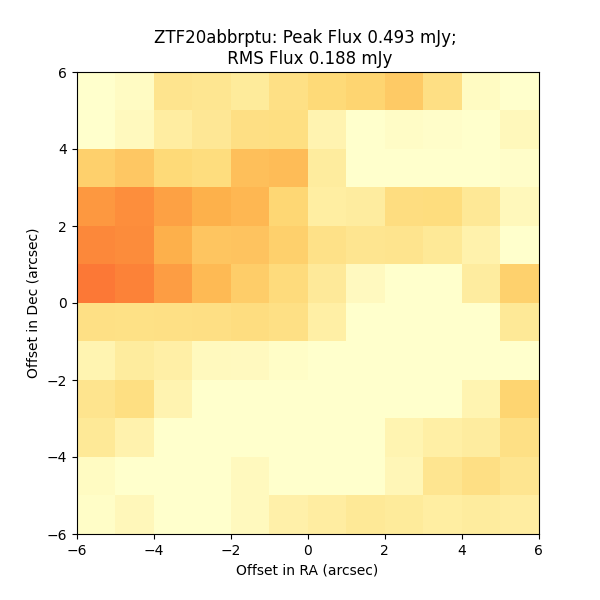 ZTF20abbrptu: Peak Flux 0.493 mJy;
RMS Flux 0.188 mJy
6
4
2
0
−2
−4
−6
Offset in Dec (arcsec)
−6 −4 −2 0 2 4 6
Offset in RA (arcsec)